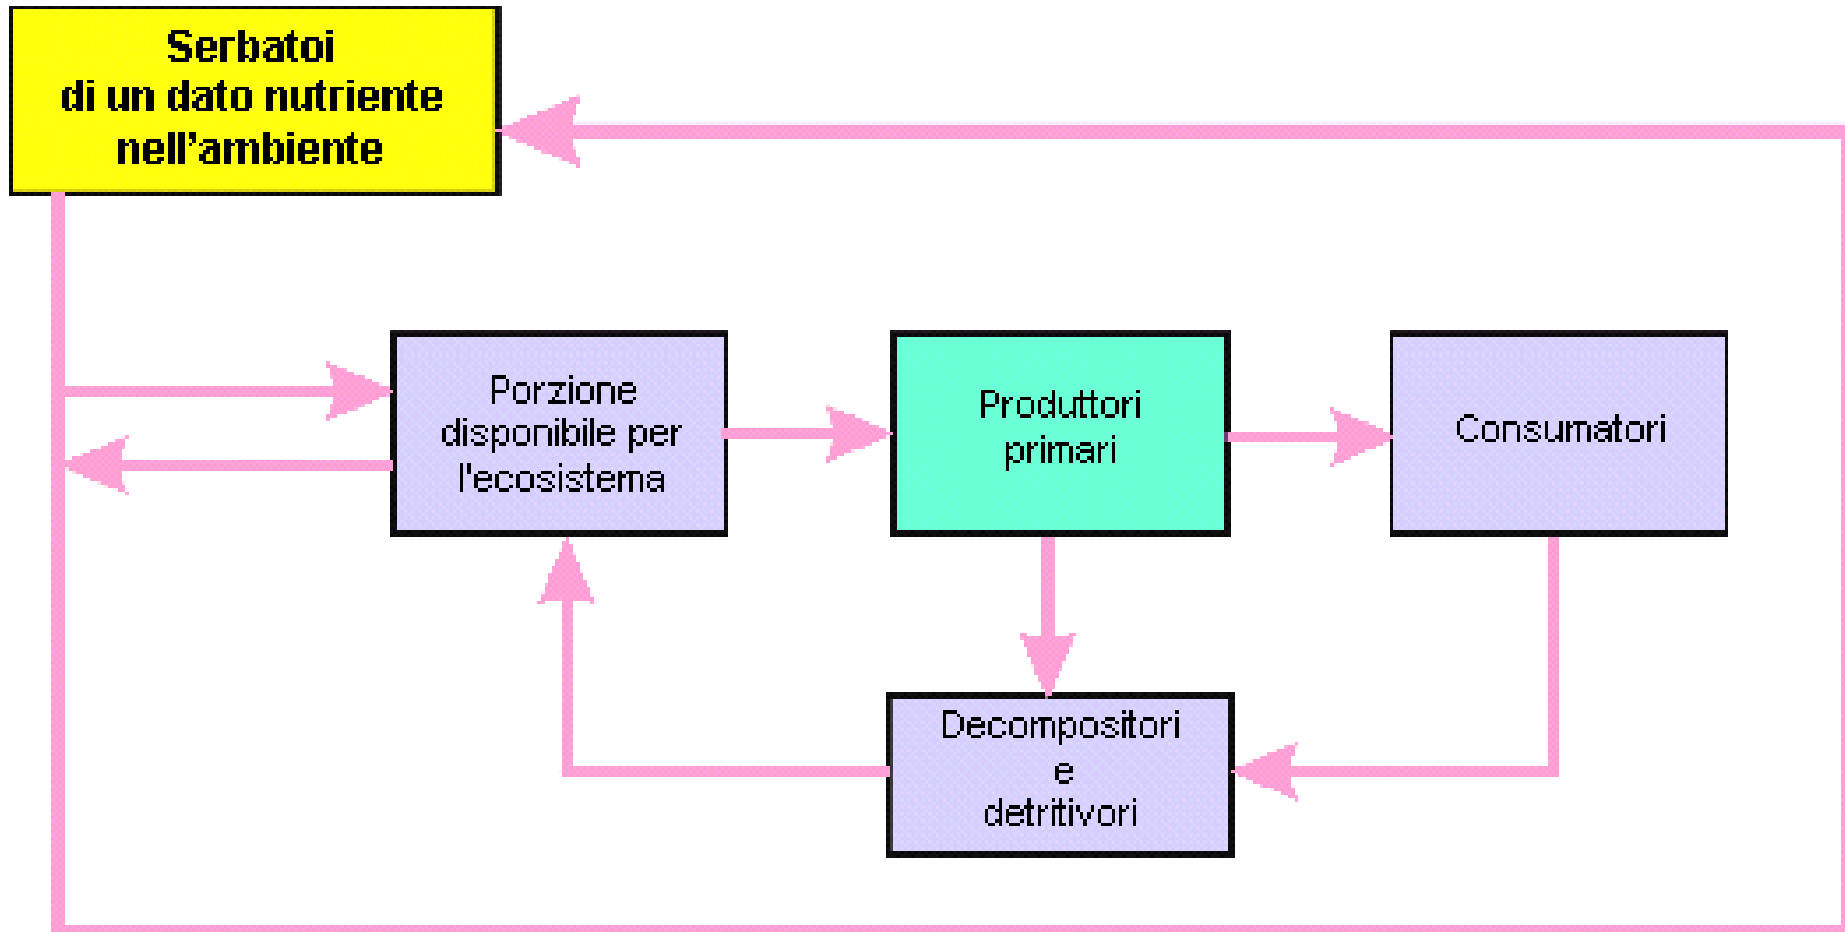 Serbatoi
di un dato nutriente
nell'ambiente
Porzione
disponibile per
l'ecosistema
Produttori
primari
Consumatori
Decompositori
e
detritivori